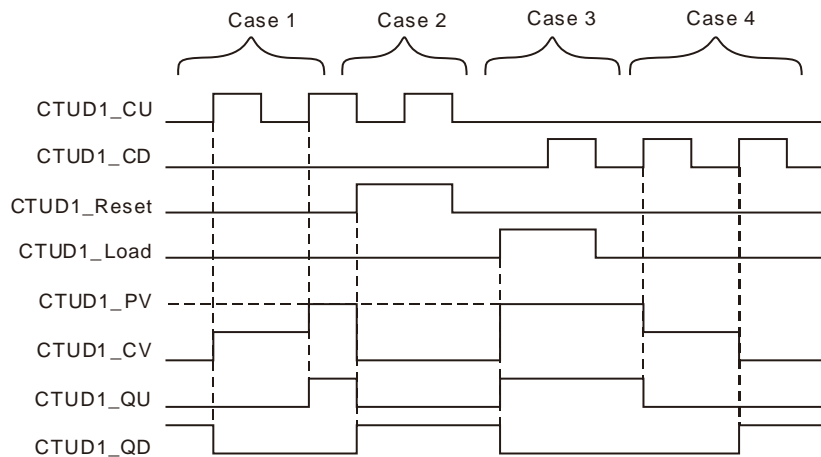 Case 1 Case 2 Case 3 Case 4
CTUD1_CU
CTUD1_CD
CTUD1_Reset
CTUD1_Load
CTUD1_PV
CTUD1_CV
CTUD1_QU
CTUD1_QD